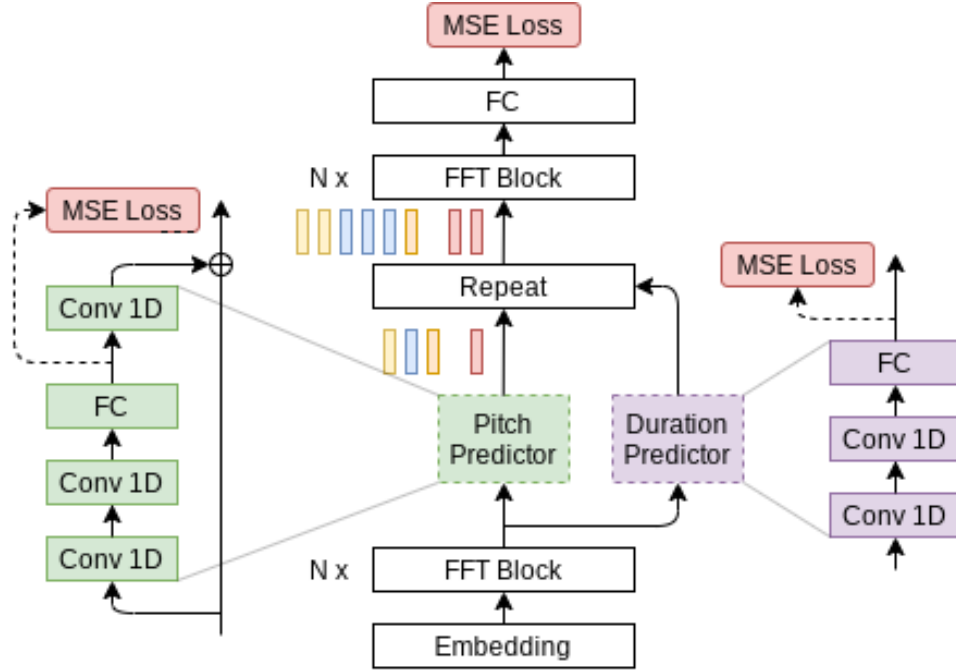 MSE Loss
FC
N x
FFT Block
MSE Loss
MSE Loss
Conv 1D
Repeat
FC
FC
Pitch
Predictor
Duration
Predictor
Conv 1D
Conv 1D
Conv 1D
Conv 1D
N x
FFT Block
Embedding